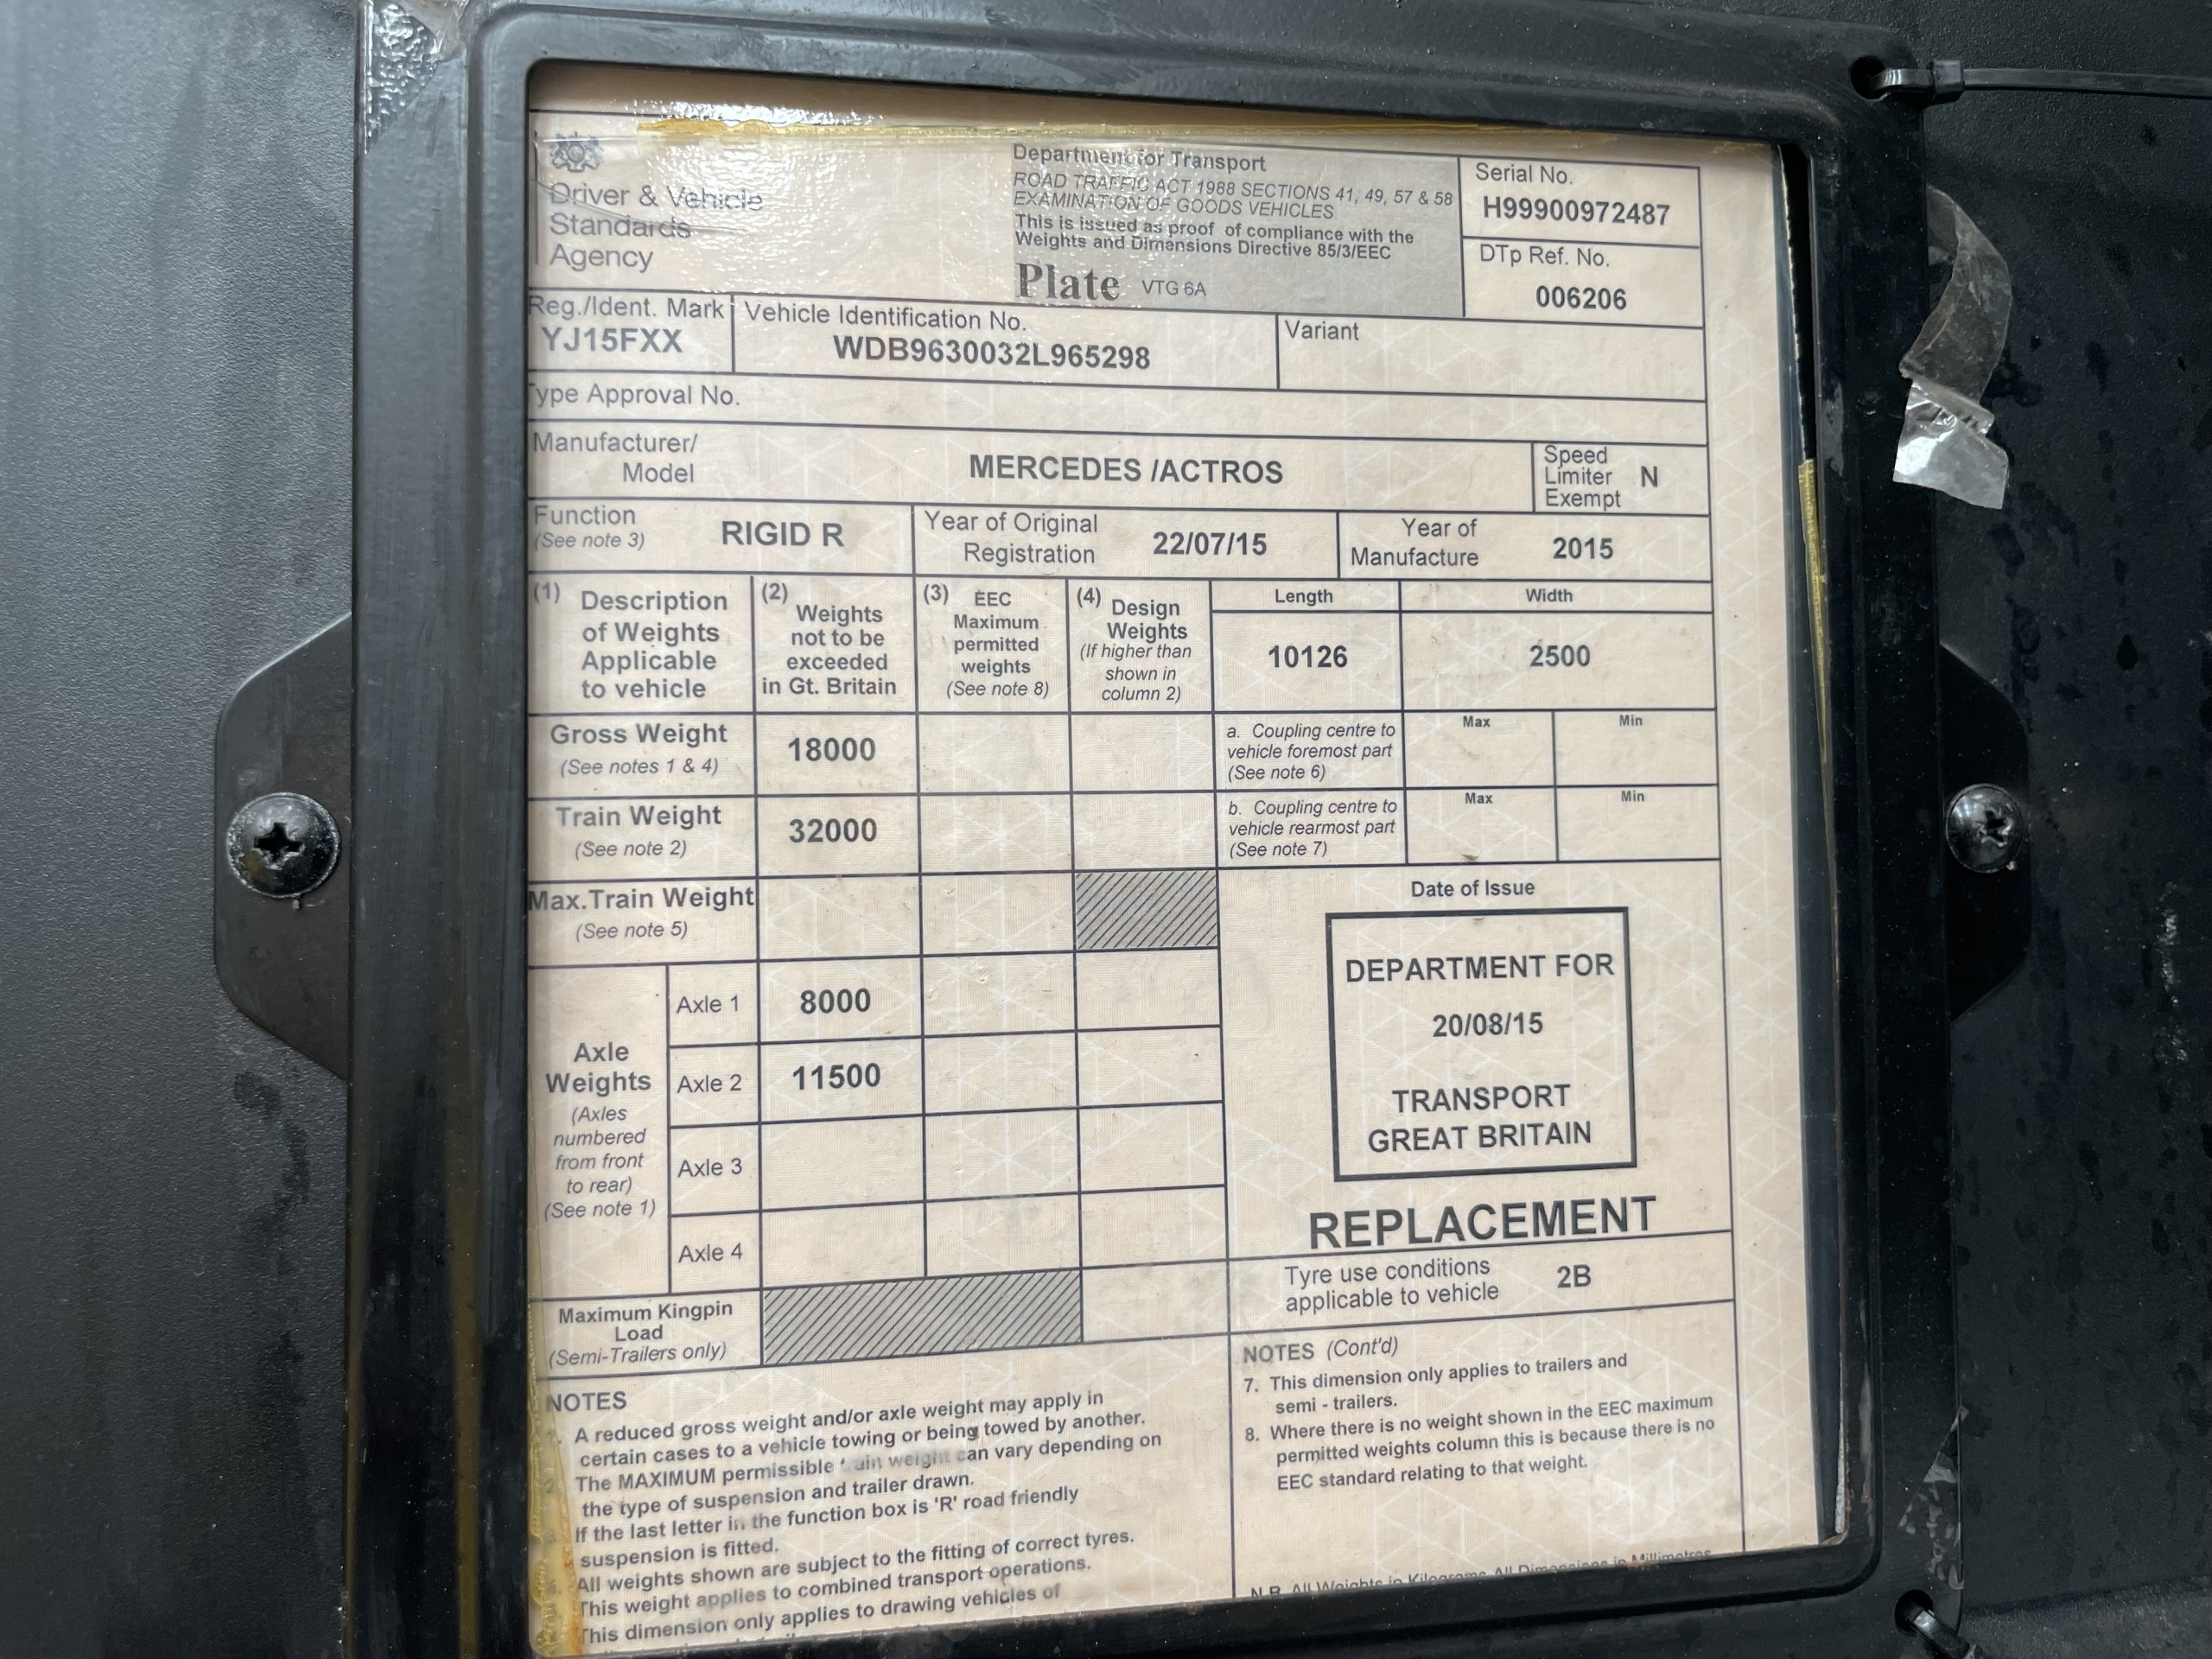 Driver & Vehicle
Standards
Agency
Department for Transport
ROAD TRAFFIC ACT 1988 SECTIONS 41, 49, 57 & 58
EXAMINATION OF GOODS VEHICLES
This is issued as proof of compliance with the
Weights and Dimensions Directive 85/3/EEC
Plate VTG 6A
Serial No.
H99900972487
DTp Ref. No.
006206
Reg./Ident. Mark
YJ15FXX
Vehicle Identification No.
WDB9630032L965298
Variant
Type Approval No.
Manufacturer/
Model
MERCEDES /ACTROS
Speed
Limiter
Exempt
N
Function
(See note 3)
RIGID R
Year of Original
Registration
22/07/15
Year of
Manufacture
2015
(1) Description
of Weights
Applicable
to vehicle
(2) Weights
not to be
exceeded
in Gt. Britain
(3) EEC
Maximum
permitted
weights
(See note 8)
(4) Design
Weights
(If higher than
shown in
column 2)
Length
10126
Width
2500
Gross Weight
(See notes 1 & 4)
18000
a. Coupling centre to
vehicle foremost part
(See note 6)
Max
Min
Train Weight
(See note 2)
32000
b. Coupling centre to
vehicle rearmost part
(See note 7)
Max
Min
Max.Train Weight
(See note 5)
Axle
Weights
(Axles
numbered
from front
to rear)
(See note 1)
Axle 1
8000
Axle 2
11500
Axle 3
Axle 4
Maximum Kingpin
Load
(Semi-Trailers only)
Date of Issue
DEPARTMENT FOR
20/08/15
TRANSPORT
GREAT BRITAIN
REPLACEMENT
Tyre use conditions
applicable to vehicle
2B
NOTES
A reduced gross weight and/or axle weight may apply in
certain cases to a vehicle towing or being towed by another.
The MAXIMUM permissible train weight can vary depending on
the type of suspension and trailer drawn.
If the last letter in the function box is 'R' road friendly
suspension is fitted.
All weights shown are subject to the fitting of correct tyres.
This weight applies to combined transport operations.
This dimension only applies to drawing vehicles of
NOTES (Cont'd)
7. This dimension only applies to trailers and
semi - trailers.
8. Where there is no weight shown in the EEC maximum
permitted weights column this is because there is no
EEC standard relating to that weight.
N.B. All Weights in Kilograms All Dimensions in Millimetres